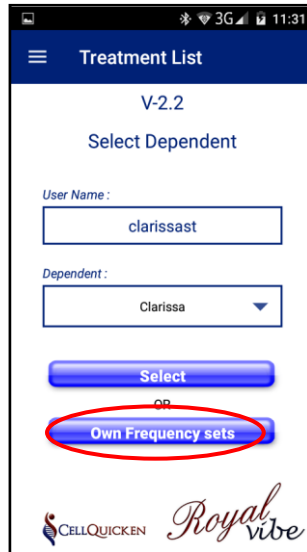 3G 11:31
Treatment List
V-2.2
Select Dependent
User Name :
clarissast
Dependent :
Clarissa
Select
OR
Own Frequency sets
CELLQUICKEN Royal
vibe